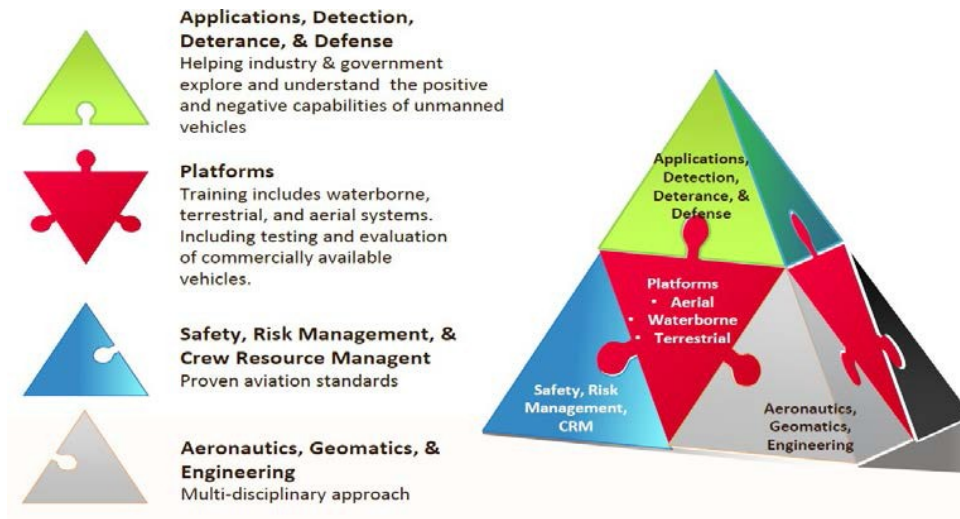 Applications, Detection,
Deterance, & Defense
Helping industry & government
explore and understand the positive
and negative capabilities of unmanned
vehicles
Platforms
Training includes waterborne,
terrestrial, and aerial systems.
Including testing and evaluation
of commercially available
vehicles.
Safety, Risk Management, &
Crew Resource Managent
Proven aviation standards
Aeronautics, Geomatics, &
Engineering
Multi-disciplinary approach
Applications,
Detection,
Deterance, &
Defense
Platforms
• Aerial
• Waterborne
• Terrestrial
Safety, Risk
Management,
CRM
Aeronautics,
Geomatics,
Engineering